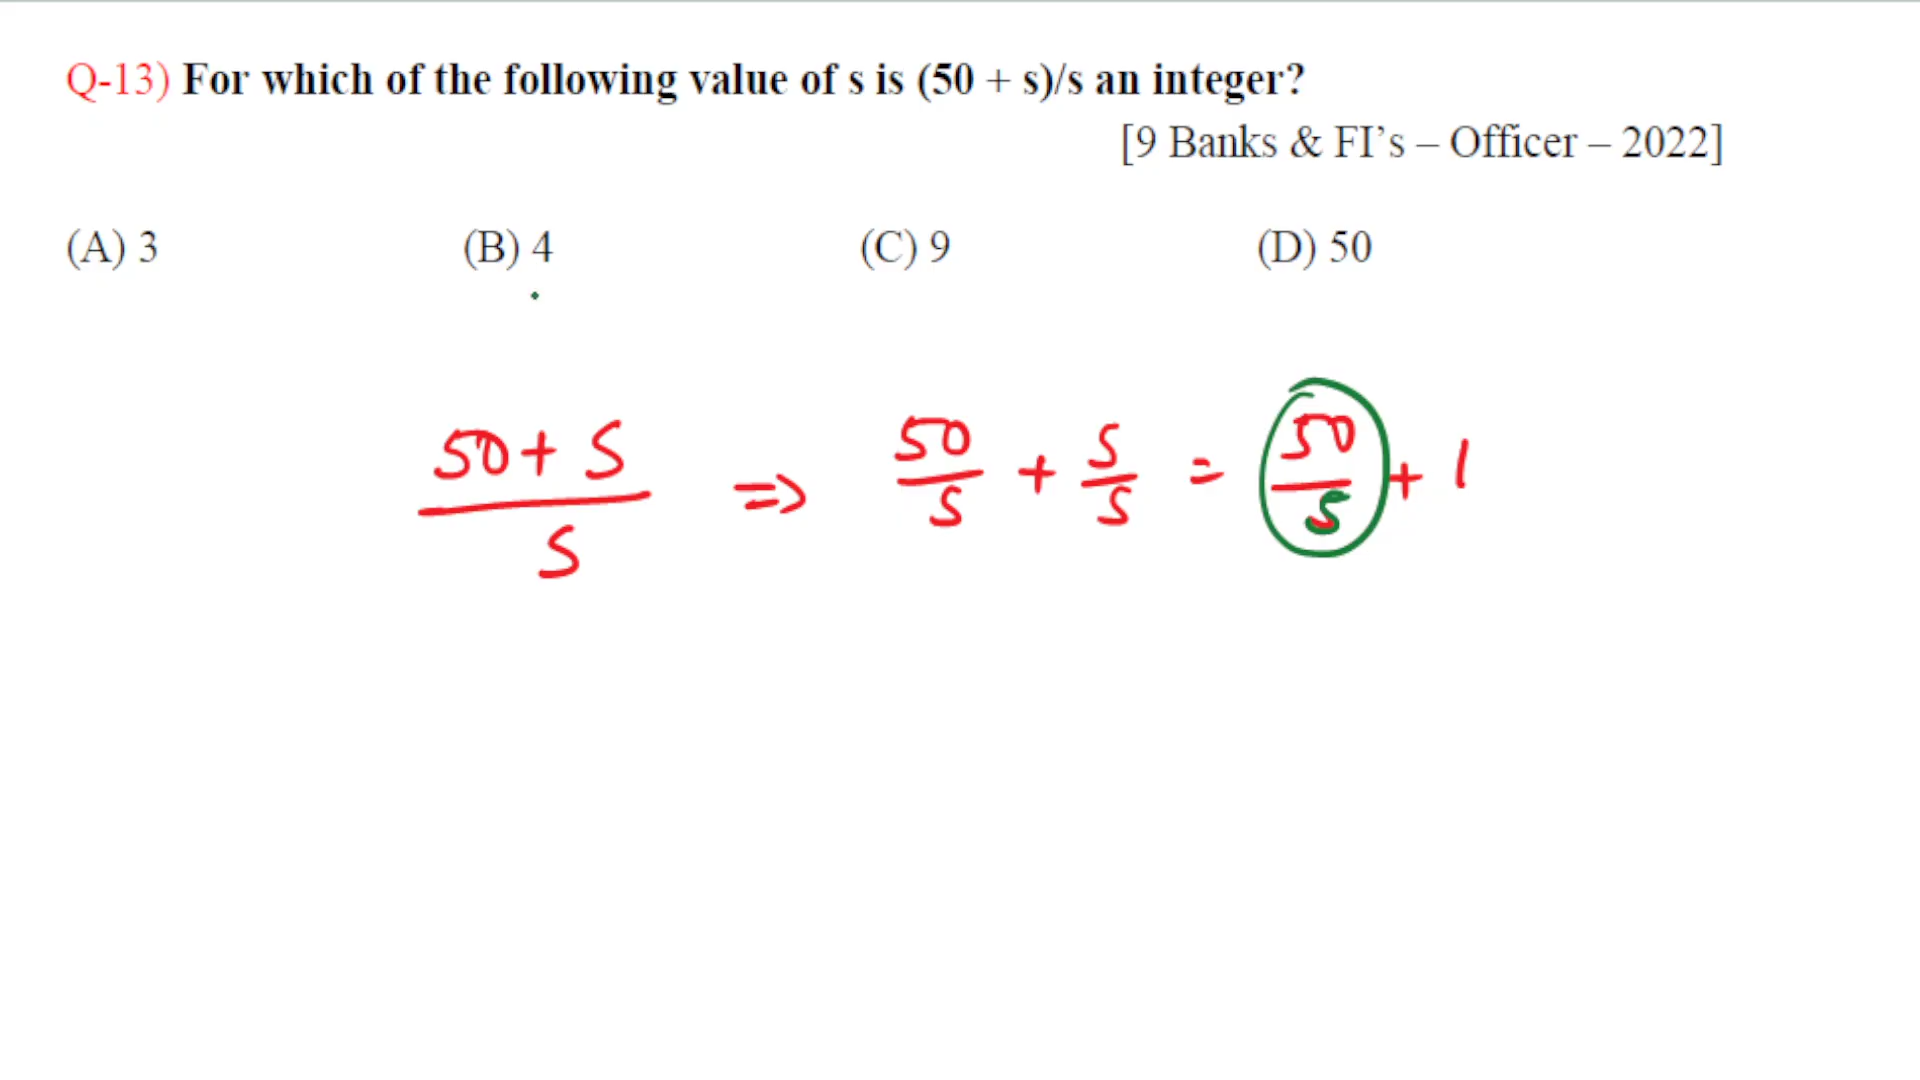 Q-13) For which of the following value of s is (50 + s)/s an integer?
[9 Banks & FI's – Officer – 2022]
(A) 3 (B) 4 (C) 9 (D) 50
50+S/S => 50/S + S/S = 50/S + 1